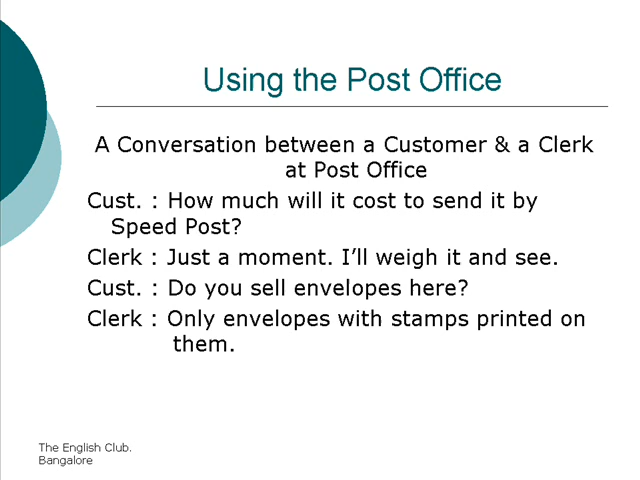 Using the Post Office
A Conversation between a Customer & a Clerk
at Post Office
Cust. : How much will it cost to send it by
Speed Post?
Clerk : Just a moment. I’ll weigh it and see.
Cust. : Do you sell envelopes here?
Clerk : Only envelopes with stamps printed on
them.
The English Club.
Bangalore